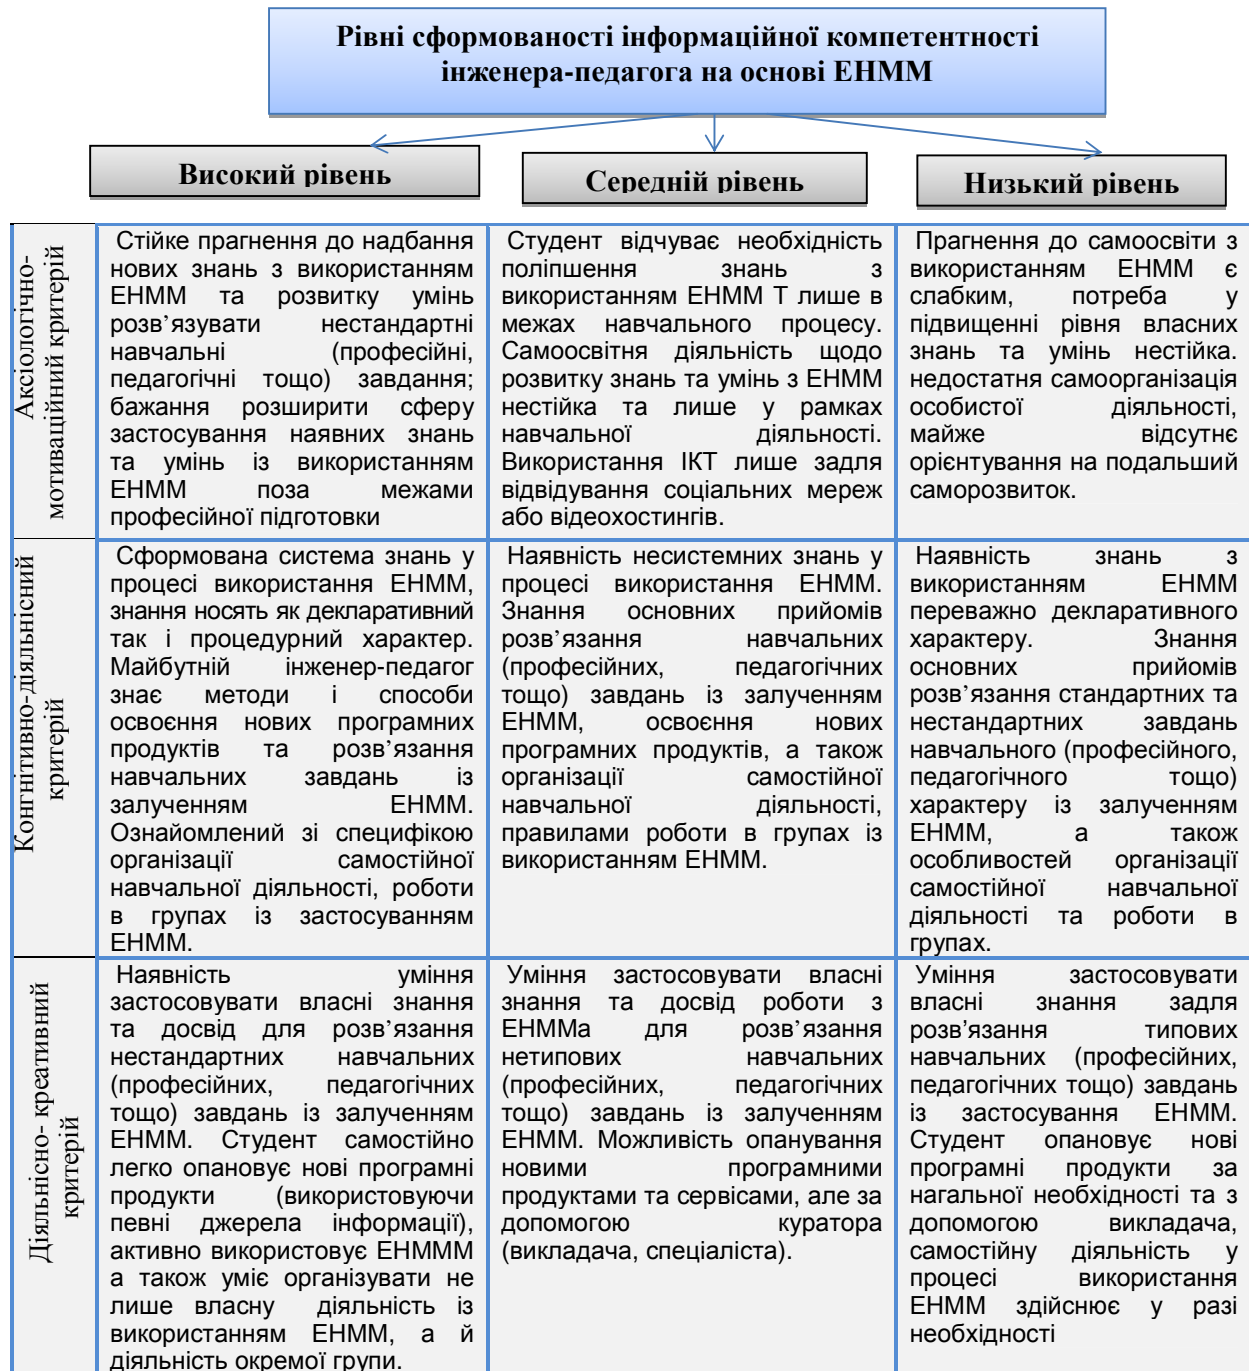 Рівні сформованості інформаційної компетентності
інженера-педагога на основі ЕНММ
Високий рівень
Середній рівень
Низький рівень
Аксіологічно-
мотиваційний критерій
Стійке прагнення до надбання
нових знань з використанням
ЕНММ та розвитку умінь
розв’язувати нестандартні
навчальні (професійні,
педагогічні тощо) завдання;
бажання розширити сферу
застосування наявних знань
та умінь із використанням
ЕНММ поза межами
професійної підготовки
Студент відчуває необхідність
поліпшення знань з
використанням ЕНММ Т лише в
межах навчального процесу.
Самоосвітня діяльність щодо
розвитку знань та умінь з ЕНММ
нестійка та лише у рамках
навчальної діяльності.
Використання ІКТ лише задля
відвідування соціальних мереж
або відеохостингів.
Прагнення до самоосвіти з
використанням ЕНММ є
слабким, потреба у
підвищенні рівня власних
знань та умінь нестійка.
недостатня самоорганізація
особистої діяльності,
майже відсутнє
орієнтування на подальший
саморозвиток.
Конгнітивно-діяльнісний
критерій
Сформована система знань у
процесі використання ЕНММ,
знання носять як декларативний
так і процедурний характер.
Майбутній інженер-педагог
знає методи і способи
освоєння нових програмних
продуктів та розв’язання
навчальних завдань із
залученням ЕНММ.
Ознайомлений зі специфікою
організації самостійної
навчальної діяльності, роботи
в групах із застосуванням
ЕНММ.
Наявність несистемних знань у
процесі використання ЕНММ.
Знання основних прийомів
розв’язання навчальних
(професійних, педагогічних
тощо) завдань із залученням
ЕНММ, освоєння нових
програмних продуктів, а також
організації самостійної
навчальної діяльності,
правилами роботи в групах із
використанням ЕНММ.
Наявність знань з
використанням ЕНММ
переважно декларативного
характеру. Знання
основних прийомів
розв’язання стандартних та
нестандартних завдань
навчального (професійного,
педагогічного тощо)
характеру із залученням
ЕНММ, а також
особливостей організації
самостійної навчальної
діяльності та роботи в
групах.
Діяльнісно- креативний
критерій
Наявність уміння
застосовувати власні знання
та досвід для розв’язання
нестандартних навчальних
(професійних, педагогічних
тощо) завдань із залученням
ЕНММ. Студент самостійно
легко опановує нові програмні
продукти (використовуючи
певні джерела інформації),
активно використовує ЕНМММ
а також уміє організувати не
лише власну діяльність із
використанням ЕНММ, а й
діяльність окремої групи.
Уміння застосовувати власні
знання та досвід роботи з
ЕНММа для розв’язання
нетипових навчальних
(професійних, педагогічних
тощо) завдань із залученням
ЕНММ. Можливість опанування
новими програмними
продуктами та сервісами, але за
допомогою куратора
(викладача, спеціаліста).
Уміння застосовувати
власні знання задля
розв’язання типових
навчальних (професійних,
педагогічних тощо) завдань
із застосування ЕНММ.
Студент опановує нові
програмні продукти за
нагальної необхідності та з
допомогою викладача,
самостійну діяльність у
процесі використання
ЕНММ здійснює у разі
необхідності